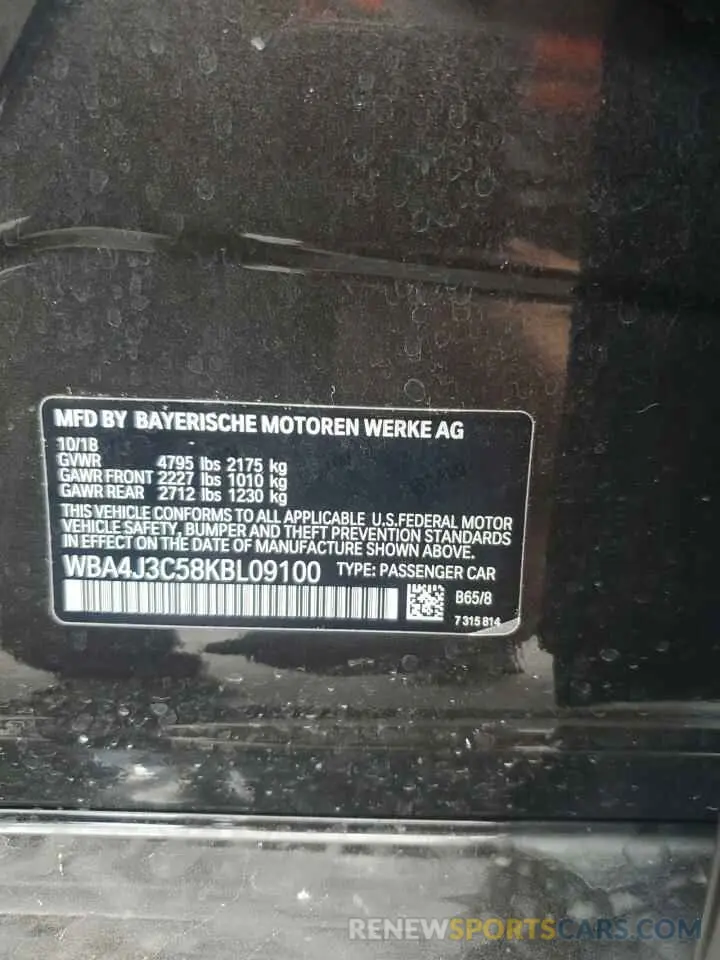 MFD BY BAYERISCHE MOTOREN WERKE AG
10/18
GVWR 4795 lbs 2175 kg
GAWR FRONT 2227 lbs 1010 kg
GAWR REAR 2712 lbs 1230 kg
THIS VEHICLE CONFORMS TO ALL APPLICABLE U.S.FEDERAL MOTOR
VEHICLE SAFETY, BUMPER AND THEFT PREVENTION STANDARDS
IN EFFECT ON THE DATE OF MANUFACTURE SHOWN ABOVE.
WBA4J3C58KBL09100 TYPE: PASSENGER CAR
B65/8
7 315 814
RENEWSPORTSCARS.COM